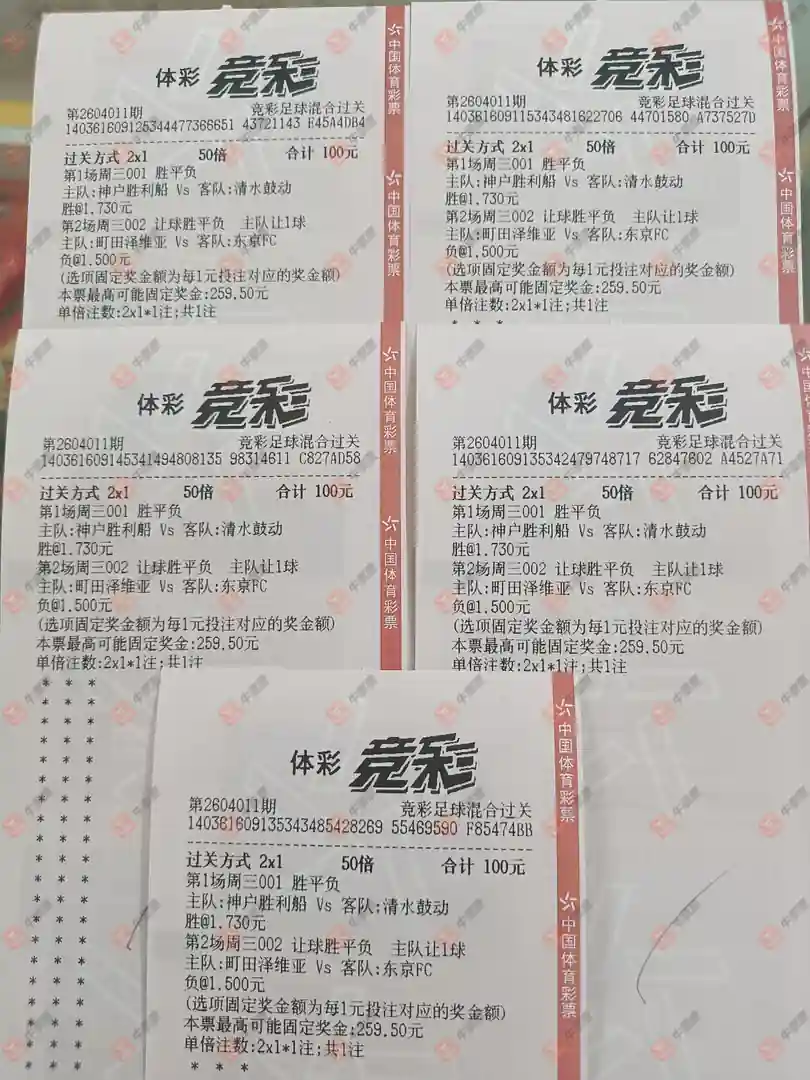 体彩 竞彩
第2604011期 竞彩足球混合过关
140361609125344477366651 43721143 F45A4DB4
过关方式 2x1 50倍 合计 100元
第1场周三001 胜平负
主队:神户胜利船 Vs 客队:清水鼓动
胜@1.730元
第2场周三002 让球胜平负 主队让1球
主队:町田泽维亚 Vs 客队:东京FC
负@1.500元
(选项固定奖金额为每1元投注对应的奖金额)
本票最高可能固定奖金:259.50元
单倍注数:2x1*1注;共1注
中国体育彩票
中国体育彩票
体彩 竞彩
第2604011期 竞彩足球混合过关
140361609115343481622706 44701580 A737527D
过关方式 2x1 50倍 合计 100元
第1场周三001 胜平负
主队:神户胜利船 Vs 客队:清水鼓动
胜@1.730元
第2场周三002 让球胜平负 主队让1球
主队:町田泽维亚 Vs 客队:东京FC
负@1.500元
(选项固定奖金额为每1元投注对应的奖金额)
本票最高可能固定奖金:259.50元
单倍注数:2x1*1注;共1注
* * *
中国体育彩票
中国体育彩票
体彩 竞彩
第2604011期 竞彩足球混合过关
140361609145341494808135 98314611 C827AD58
过关方式 2x1 50倍 合计 100元
第1场周三001 胜平负
主队:神户胜利船 Vs 客队:清水鼓动
胜@1.730元
第2场周三002 让球胜平负 主队让1球
主队:町田泽维亚 Vs 客队:东京FC
负@1.500元
(选项固定奖金额为每1元投注对应的奖金额)
本票最高可能固定奖金:259.50元
单倍注数:2x1*1注;共1注
中国体育彩票
中国体育彩票
体彩 竞彩
第2604011期 竞彩足球混合过关
140361609135342479748717 62847602 A4527A71
过关方式 2x1 50倍 合计 100元
第1场周三001 胜平负
主队:神户胜利船 Vs 客队:清水鼓动
胜@1.730元
第2场周三002 让球胜平负 主队让1球
主队:町田泽维亚 Vs 客队:东京FC
负@1.500元
(选项固定奖金额为每1元投注对应的奖金额)
本票最高可能固定奖金:259.50元
单倍注数:2x1*1注;共1注
体彩 竞彩
第2604011期 竞彩足球混合过关
140361609135343485428269 55469590 F85474BB
过关方式 2x1 50倍 合计 100元
第1场周三001 胜平负
主队:神户胜利船 Vs 客队:清水鼓动
胜@1.730元
第2场周三002 让球胜平负 主队让1球
主队:町田泽维亚 Vs 客队:东京FC
负@1.500元
(选项固定奖金额为每1元投注对应的奖金额)
本票最高可能固定奖金:259.50元
单倍注数:2x1*1注;共1注
* * *
中国体育彩票
中国体育彩票